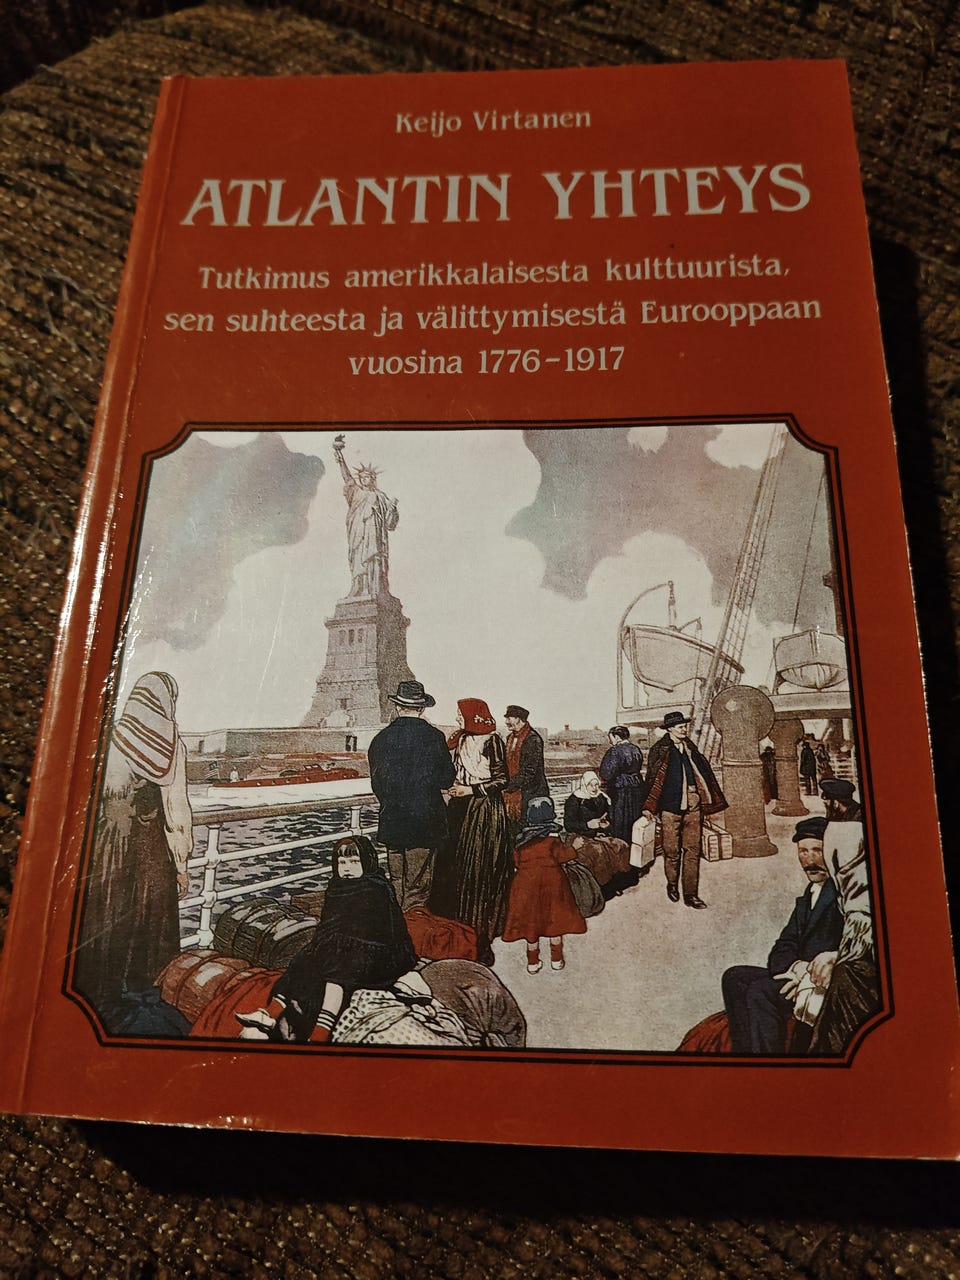 Keijo Virtanen
ATLANTIN YHTEYS
Tutkimus amerikkalaisesta kulttuurista,
sen suhteesta ja välittymisestä Eurooppaan
vuosina 1776-1917